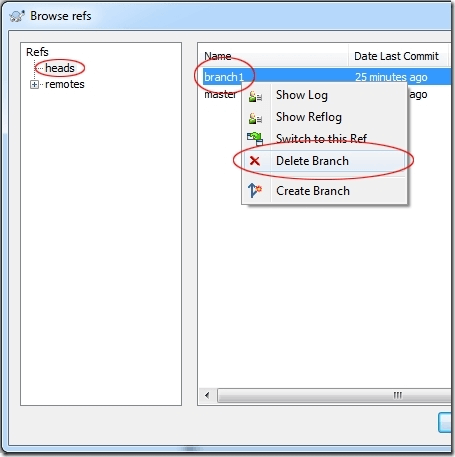 Browse refs
Refs
heads
remotes
Name Date Last Commit
branch1 25 minutes ago
master ago
Show Log
Show Reflog
Switch to this Ref
Delete Branch
Create Branch